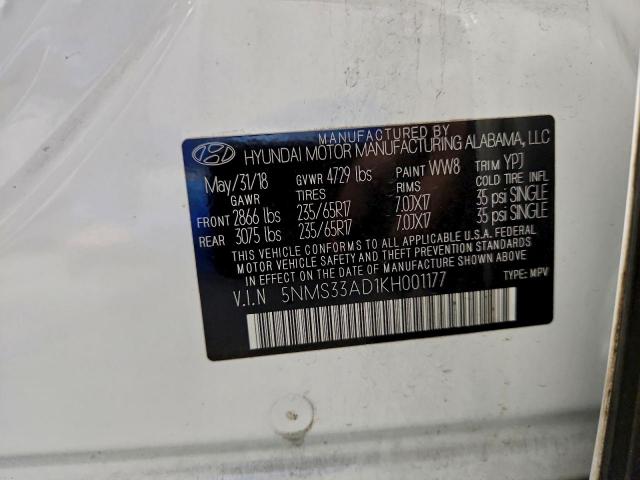 MANUFACTURED BY
HYUNDAI MOTOR MANUFACTURING ALABAMA, LLC
May/31/18 GVWR 4729 lbs PAINT WW8 TRIM YPJ
GAWR TIRES RIMS COLD TIRE INFL
FRONT 2866 lbs 235/65R17 7.0JX17 35 psi SINGLE
REAR 3075 lbs 235/65R17 7.0JX17 35 psi SINGLE
THIS VEHICLE CONFORMS TO ALL APPLICABLE U.S.A. FEDERAL
MOTOR VEHICLE SAFETY AND THEFT PREVENTION STANDARDS
IN EFFECT ON THE DATE OF MANUFACTURE SHOWN ABOVE
V.I.N 5NMS33AD1KH001177 TYPE: MPV